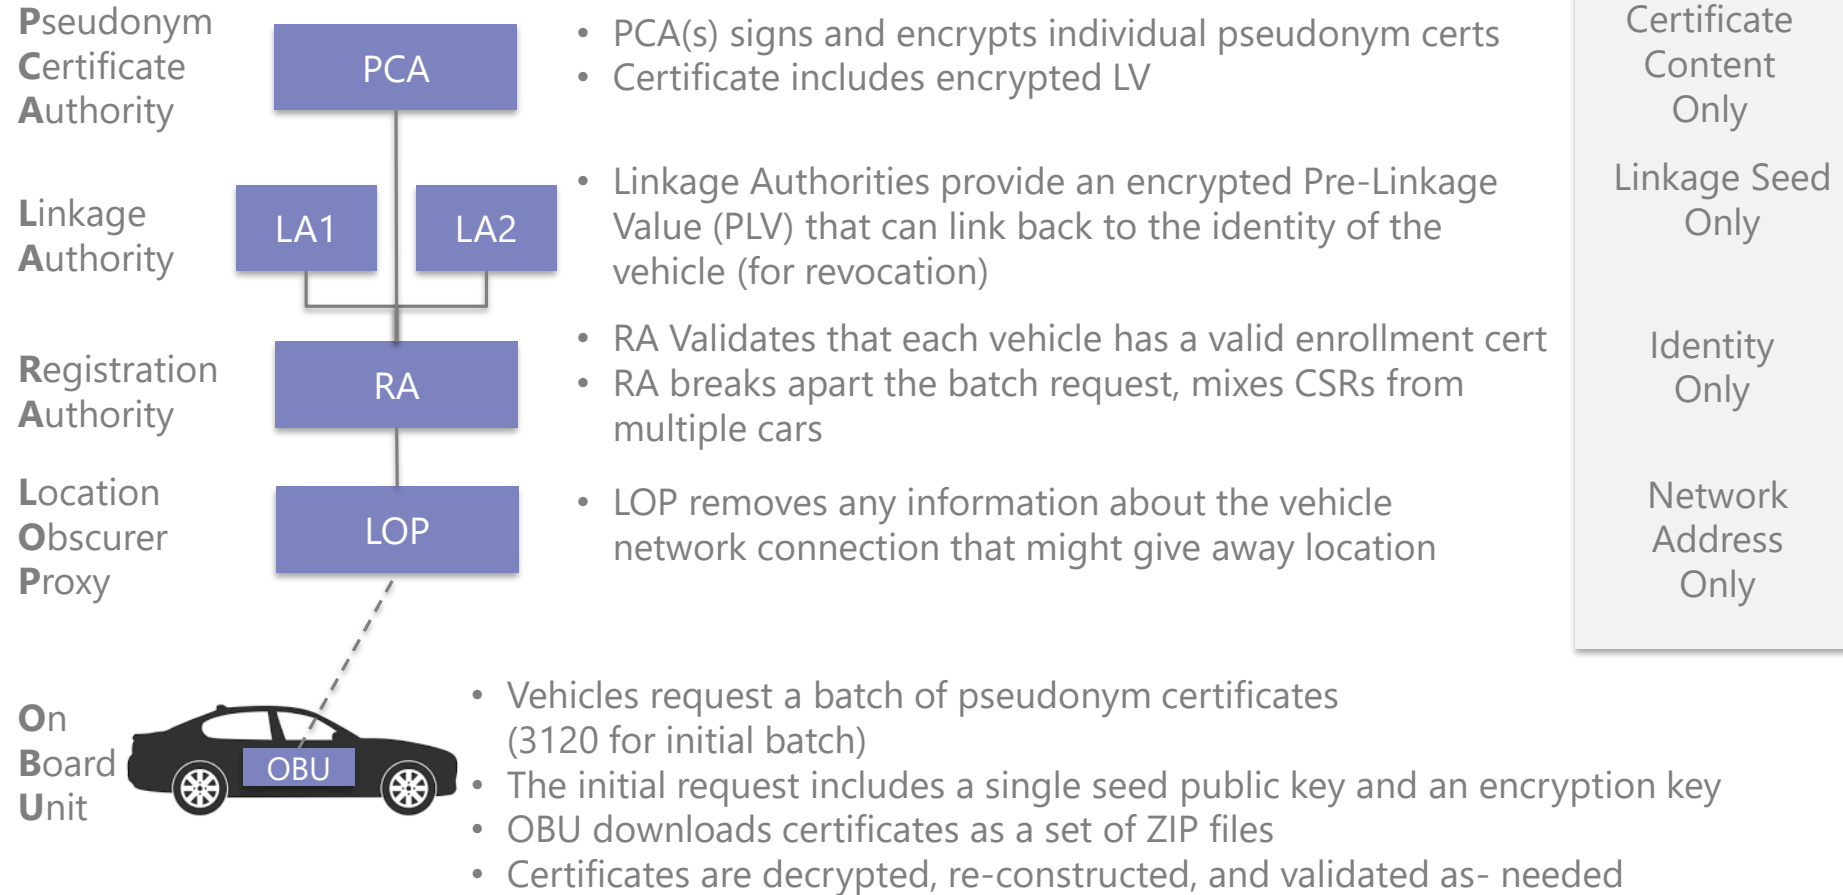 Pseudonym
Certificate
Authority
PCA
• PCA(s) signs and encrypts individual pseudonym certs
• Certificate includes encrypted LV
Certificate
Content
Only
Linkage
Authority
LA1
LA2
• Linkage Authorities provide an encrypted Pre-Linkage
Value (PLV) that can link back to the identity of the
vehicle (for revocation)
Linkage Seed
Only
Registration
Authority
RA
• RA Validates that each vehicle has a valid enrollment cert
• RA breaks apart the batch request, mixes CSRs from
multiple cars
Identity
Only
Location
Obscurer
Proxy
LOP
• LOP removes any information about the vehicle
network connection that might give away location
Network
Address
Only
On
Board
Unit
OBU
• Vehicles request a batch of pseudonym certificates
(3120 for initial batch)
• The initial request includes a single seed public key and an encryption key
• OBU downloads certificates as a set of ZIP files
• Certificates are decrypted, re-constructed, and validated as- needed